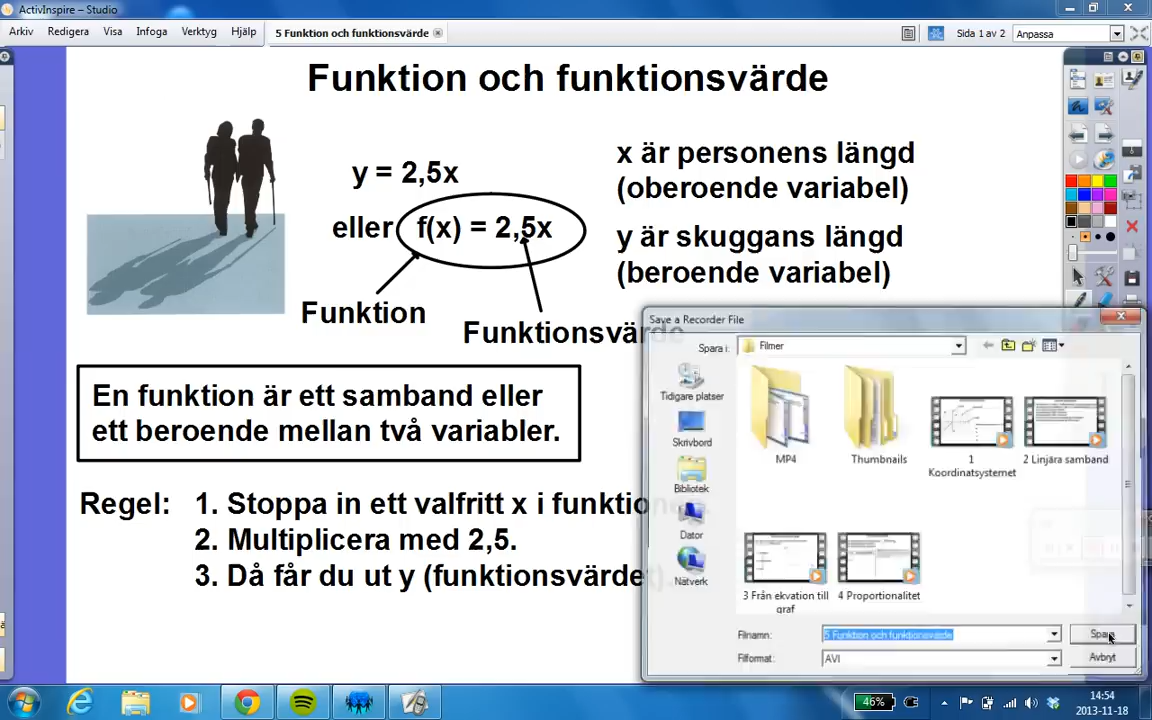 ActivInspire – Studio
Arkiv Redigera Visa Infoga Verktyg Hjälp
5 Funktion och funktionsvärde
Sida 1 av 2
Anpassa
Funktion och funktionsvärde
y = 2,5x
eller f(x) = 2,5x
x är personens längd
(oberoende variabel)
y är skuggans längd
(beroende variabel)
Funktion
Funktionsvärde
En funktion är ett samband eller
ett beroende mellan två variabler.
Regel: 1. Stoppa in ett valfritt x i funktionen.
2. Multiplicera med 2,5.
3. Då får du ut y (funktionsvärdet).
Save a Recorder File
Spara i: Filmer
Tidigare platser
Skrivbord
Bibliotek
Dator
Nätverk
MP4
Thumbnails
1
Koordinatsystemet
2 Linjära samband
3 Från ekvation till
graf
4 Proportionalitet
Filnamn: 5 Funktion och funktionsvärde
Spara
Filformat: AVI
Avbryt
46%
14:54
2013-11-18